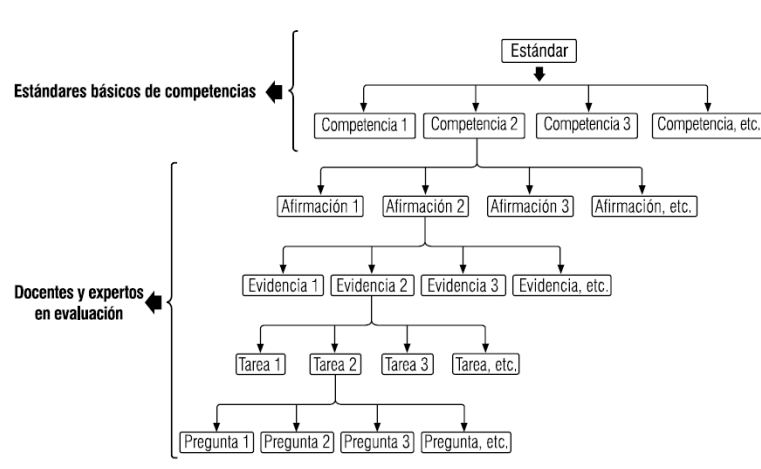 Estándar
Estándares básicos de competencias
Competencia 1
Competencia 2
Competencia 3
Competencia, etc.
Afirmación 1
Afirmación 2
Afirmación 3
Afirmación, etc.
Docentes y expertos
en evaluación
Evidencia 1
Evidencia 2
Evidencia 3
Evidencia, etc.
Tarea 1
Tarea 2
Tarea 3
Tarea, etc.
Pregunta 1
Pregunta 2
Pregunta 3
Pregunta, etc.